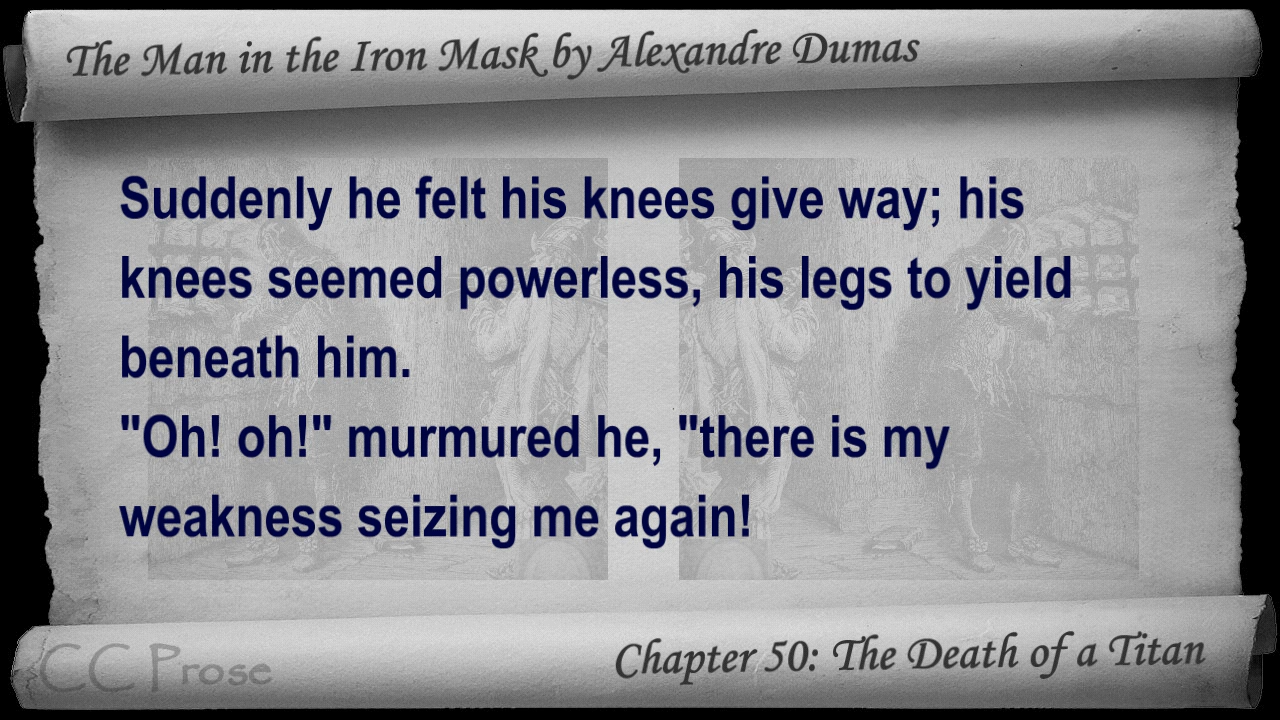 The Man in the Iron Mask by Alexandre Dumas
Suddenly he felt his knees give way; his
knees seemed powerless, his legs to yield
beneath him.
"Oh! oh!" murmured he, "there is my
weakness seizing me again!
CC Prose
Chapter 50: The Death of a Titan